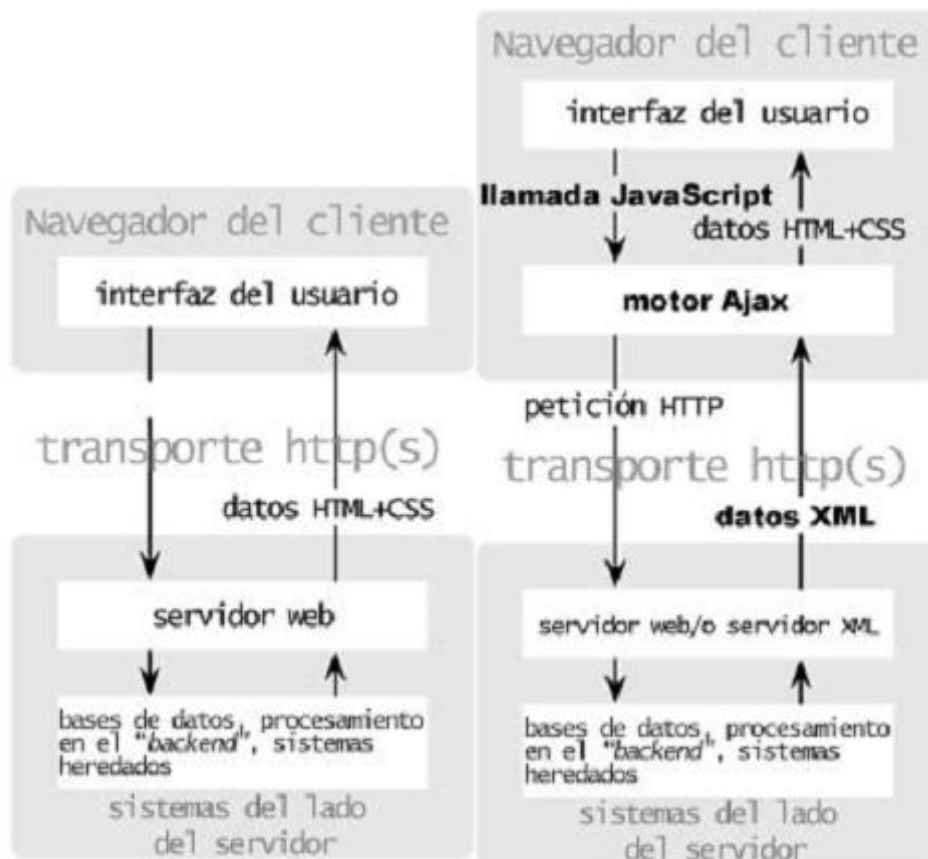 Navegador del cliente
interfaz del usuario
transporte http(s)
datos HTML+CSS
servidor web
bases de datos, procesamiento
en el "backend", sistemas
heredados
sistemas del lado
del servidor
Navegador del cliente
interfaz del usuario
llamada JavaScript
datos HTML+CSS
motor Ajax
petición HTTP
transporte http(s)
datos XML
servidor web/o servidor XML
bases de datos, procesamiento
en el "backend", sistemas
heredados
sistemas del lado
del servidor